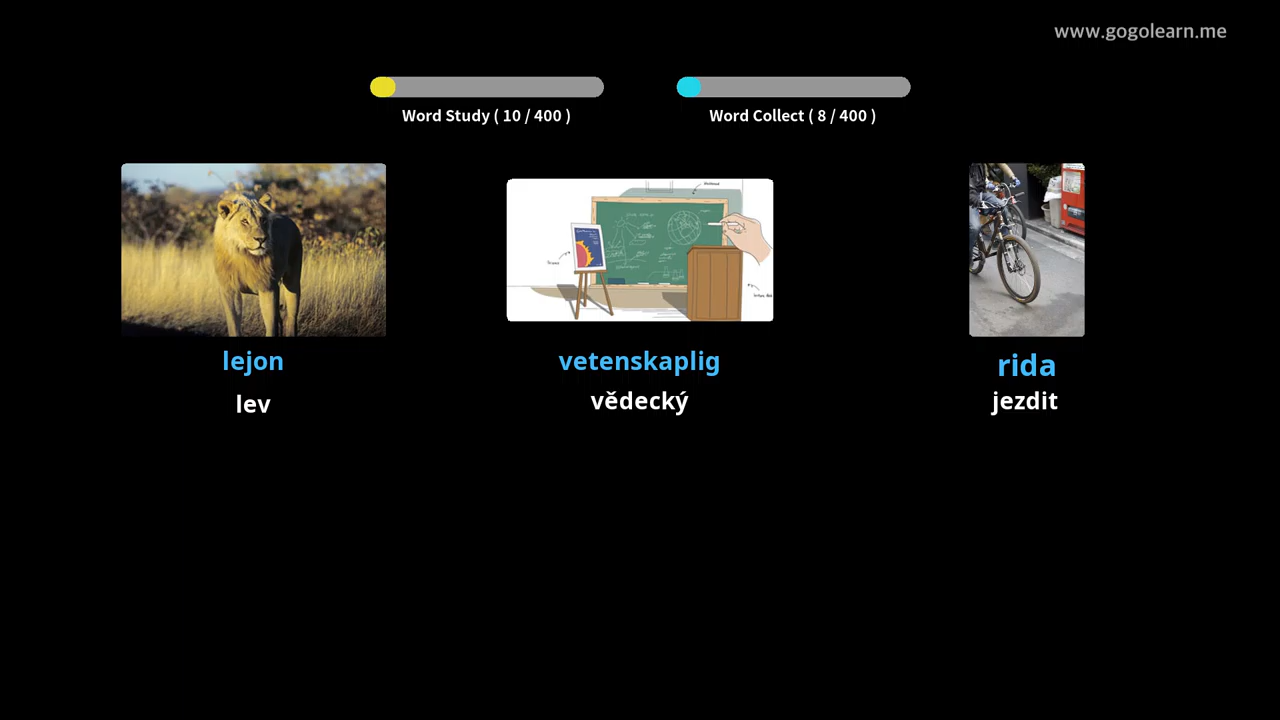 www.gogolearn.me
Word Study ( 10 / 400 )
Word Collect ( 8 / 400 )
lejon
lev
vetenskaplig
vědecký
rida
jezdit